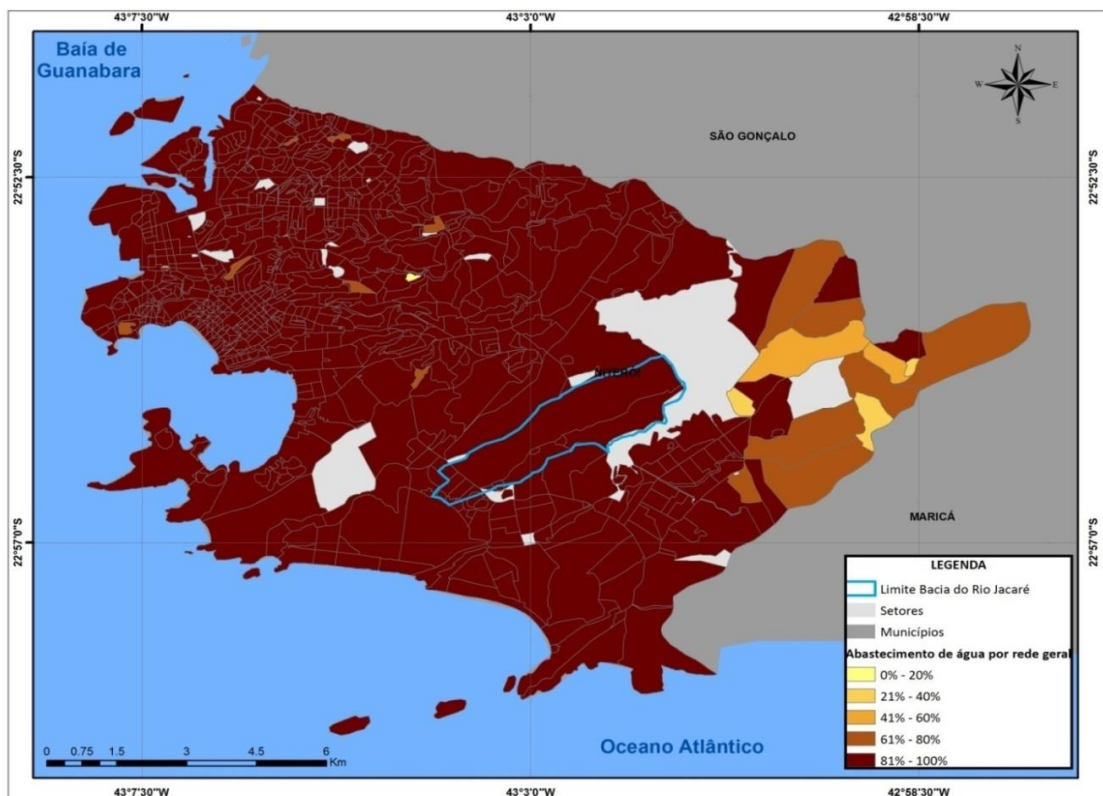 43°7'30"W
43°3'0"W
42°58'30"W
Baía de
Guanabara
N
W
E
S
SÃO GONÇALO
22°52'30"S
22°52'30"S
NITERÓI
MARICÁ
22°57'0"S
22°57'0"S
LEGENDA
Limite Bacia do Rio Jacaré
Setores
Municípios
Abastecimento de água por rede geral
0% - 20%
21% - 40%
41% - 60%
61% - 80%
81% - 100%
Oceano Atlântico
0 0.75 1.5 3 4.5 6
Km
43°7'30"W
43°3'0"W
42°58'30"W